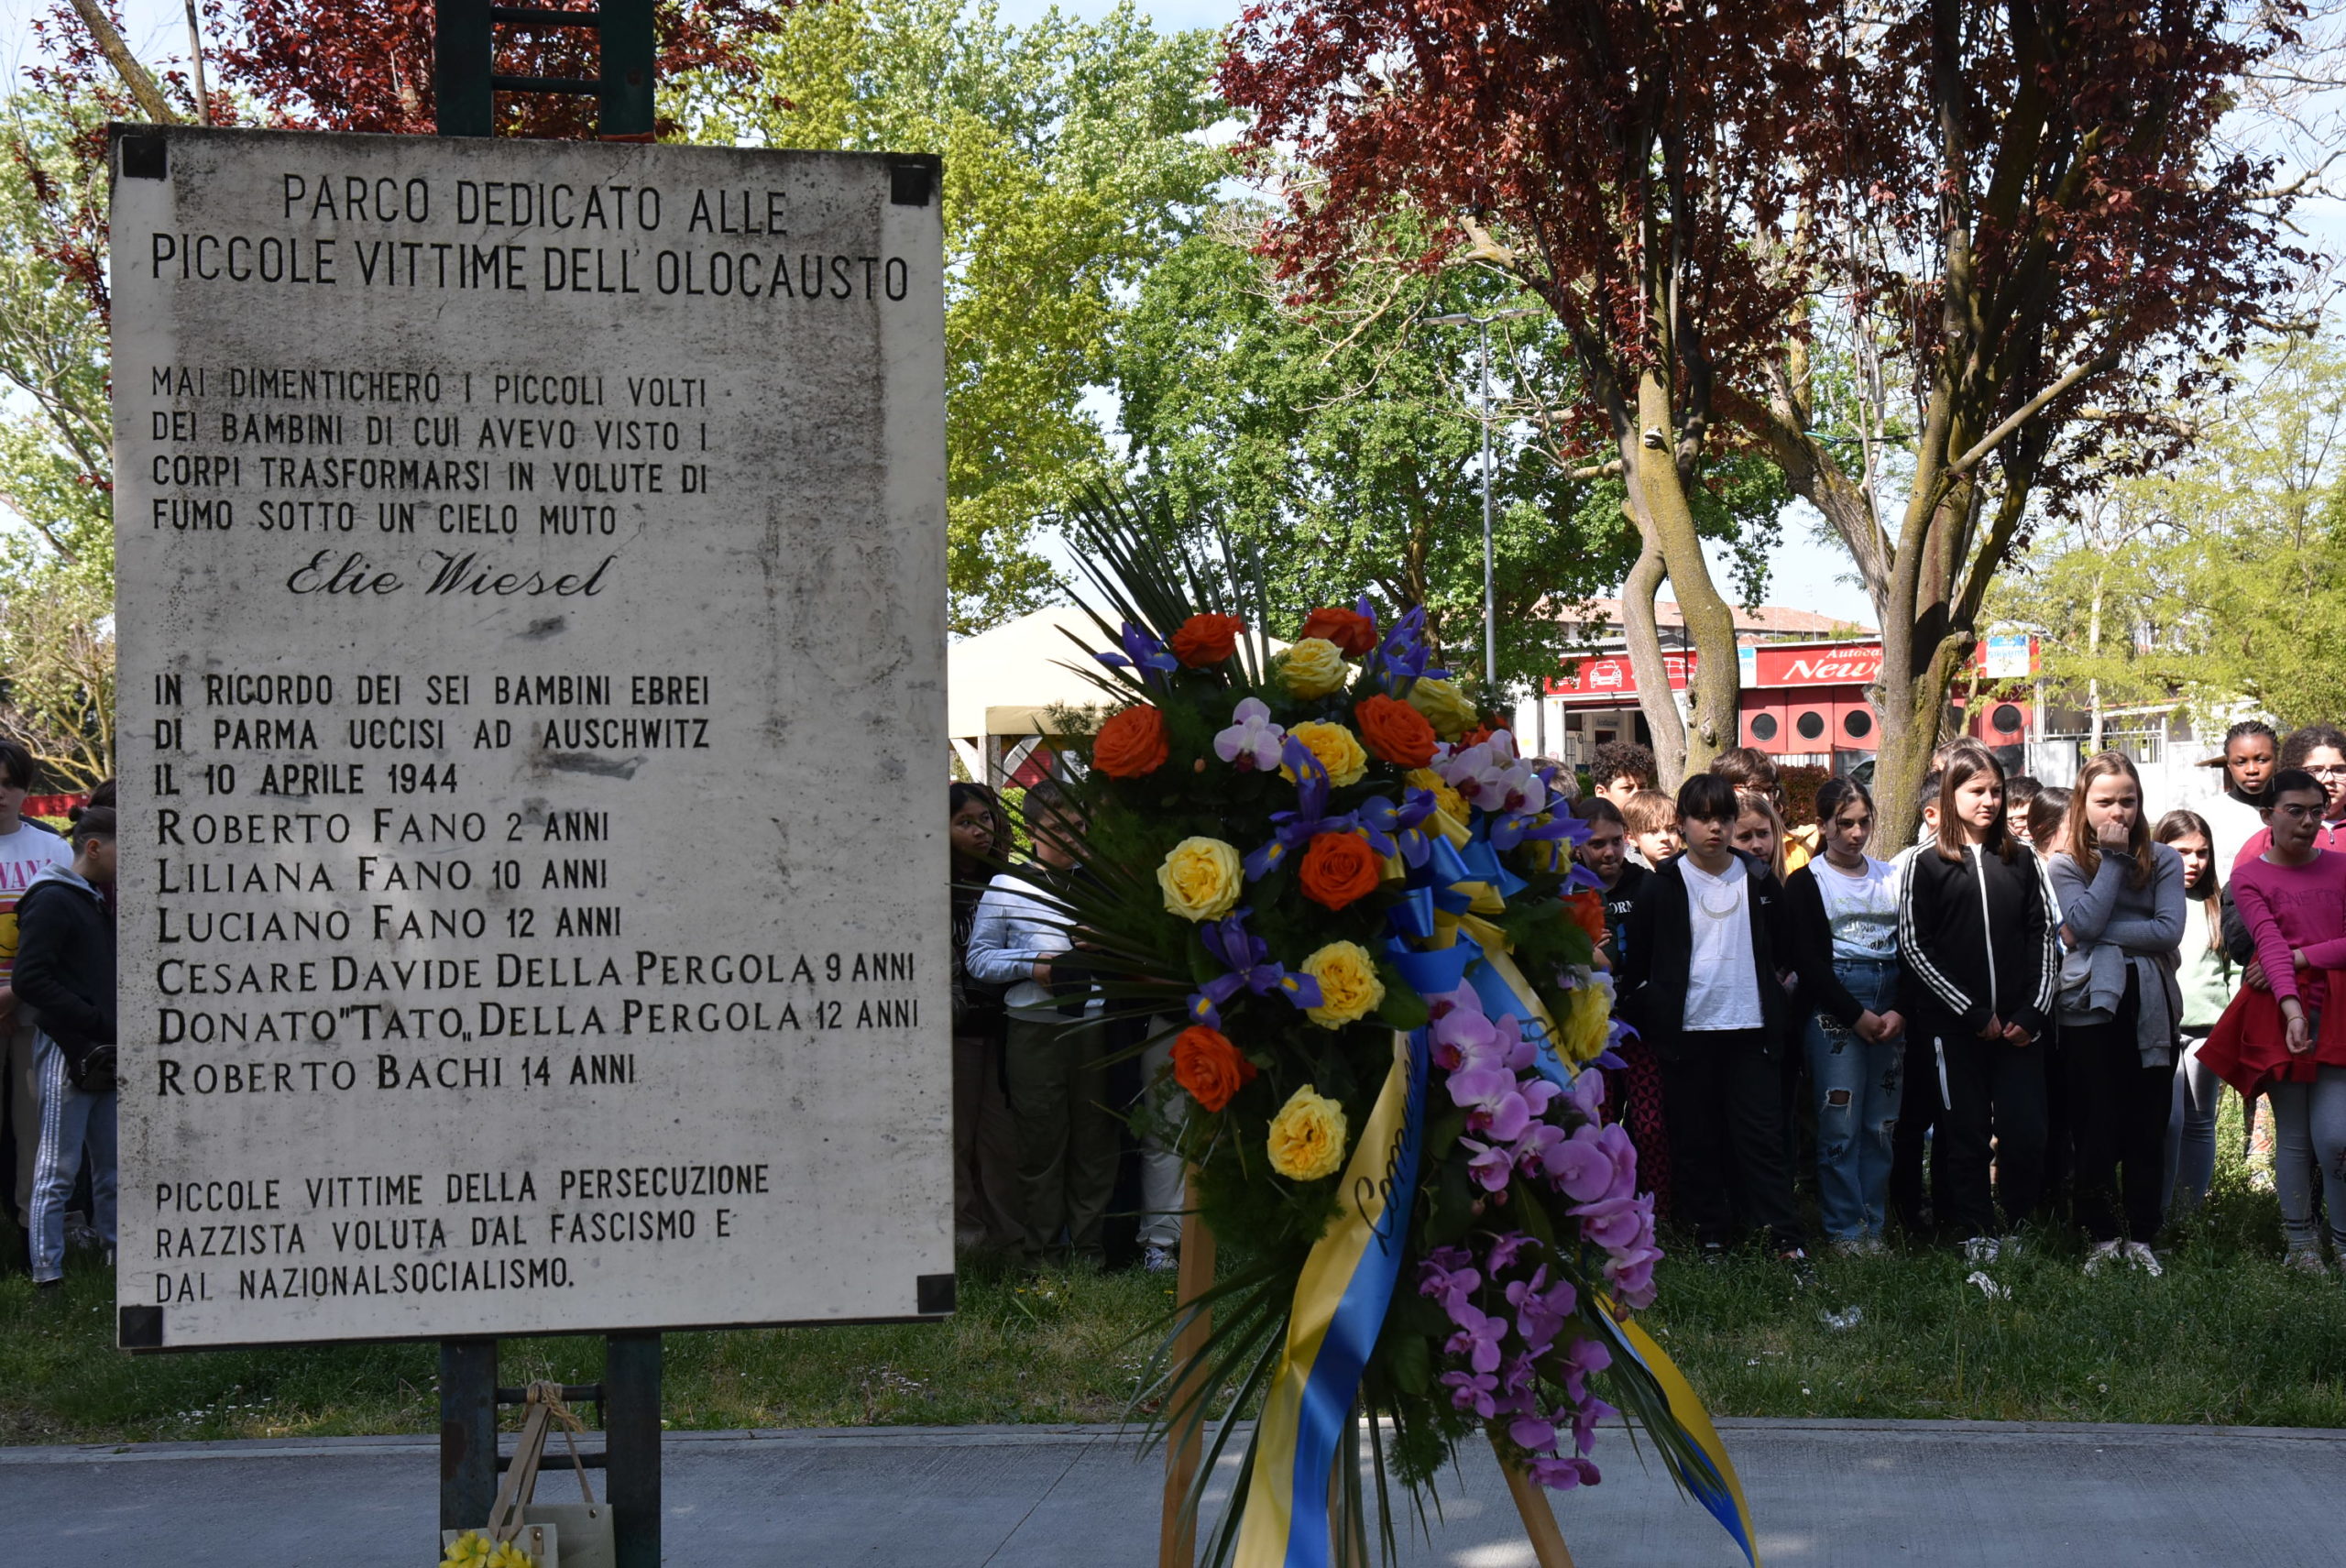 PARCO DEDICATO ALLE
PICCOLE VITTIME DELL'OLOCAUSTO
MAI DIMENTICHERÓ I PICCOLI VOLTI
DEI BAMBINI DI CUI AVEVO VISTO I
CORPI TRASFORMARSI IN VOLUTE DI
FUMO SOTTO UN CIELO MUTO
Elie Wiesel
IN RICORDO DEI SEI BAMBINI EBREI
DI PARMA UCCISI AD AUSCHWITZ
IL 10 APRILE 1944
ROBERTO FANO 2 ANNI
LILIANA FANO 10 ANNI
LUCIANO FANO 12 ANNI
CESARE DAVIDE DELLA PERGOLA 9 ANNI
DONATO "TATO„ DELLA PERGOLA 12 ANNI
ROBERTO BACHI 14 ANNI
PICCOLE VITTIME DELLA PERSECUZIONE
RAZZISTA VOLUTA DAL FASCISMO E
DAL NAZIONALSOCIALISMO.
Comune